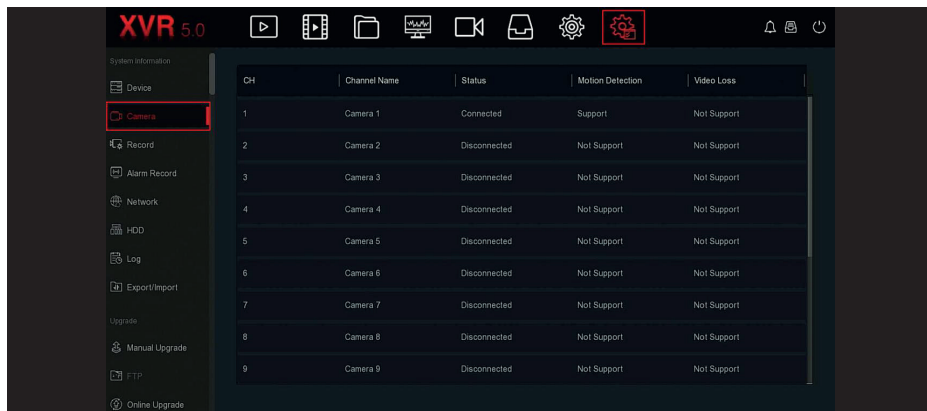 XVR 5.0
System Information
Device
Camera
Record
Alarm Record
Network
HDD
Log
Export/Import
Upgrade
Manual Upgrade
FTP
Online Upgrade
CH Channel Name Status Motion Detection Video Loss
1 Camera 1 Connected Support Not Support
2 Camera 2 Disconnected Not Support Not Support
3 Camera 3 Disconnected Not Support Not Support
4 Camera 4 Disconnected Not Support Not Support
5 Camera 5 Disconnected Not Support Not Support
6 Camera 6 Disconnected Not Support Not Support
7 Camera 7 Disconnected Not Support Not Support
8 Camera 8 Disconnected Not Support Not Support
9 Camera 9 Disconnected Not Support Not Support